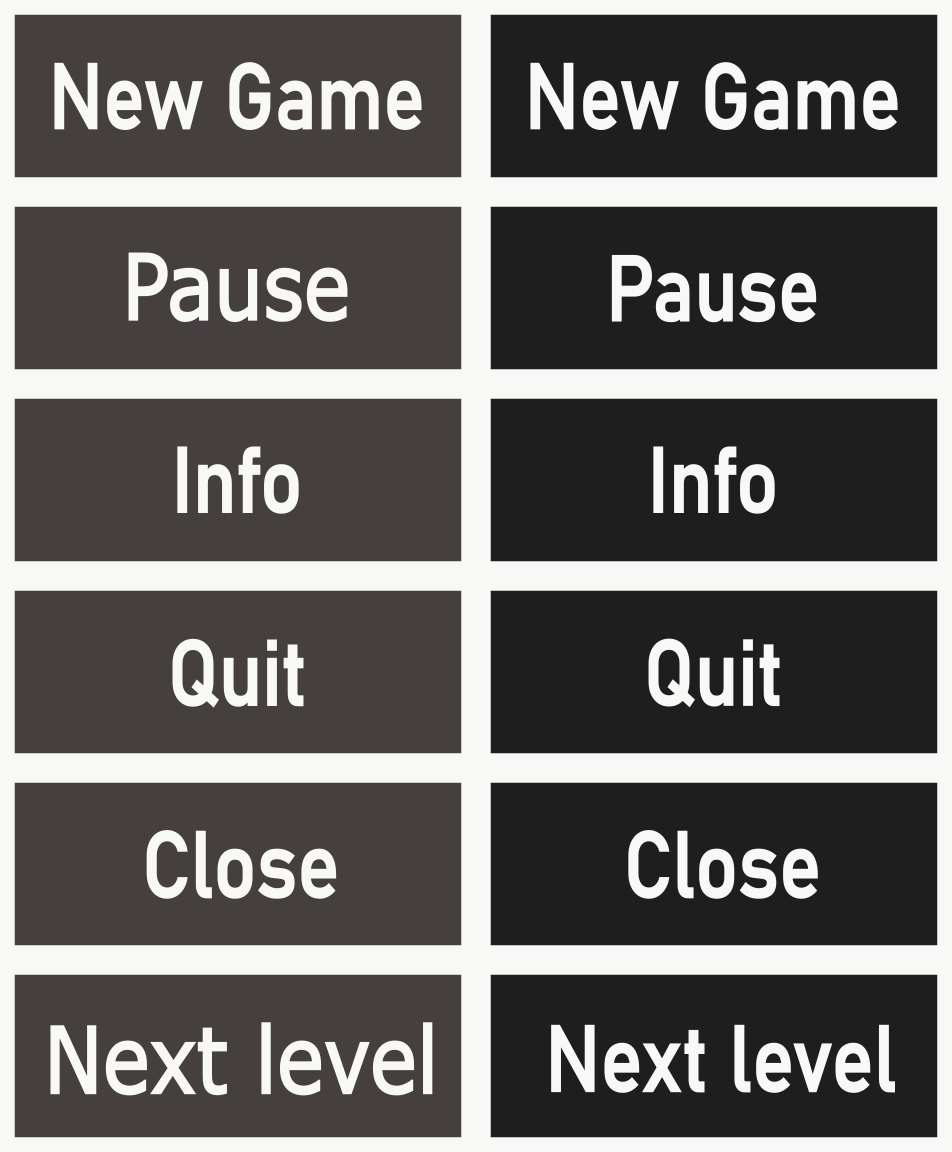 New Game New Game
Pause Pause
Info Info
Quit Quit
Close Close
Next level Next level